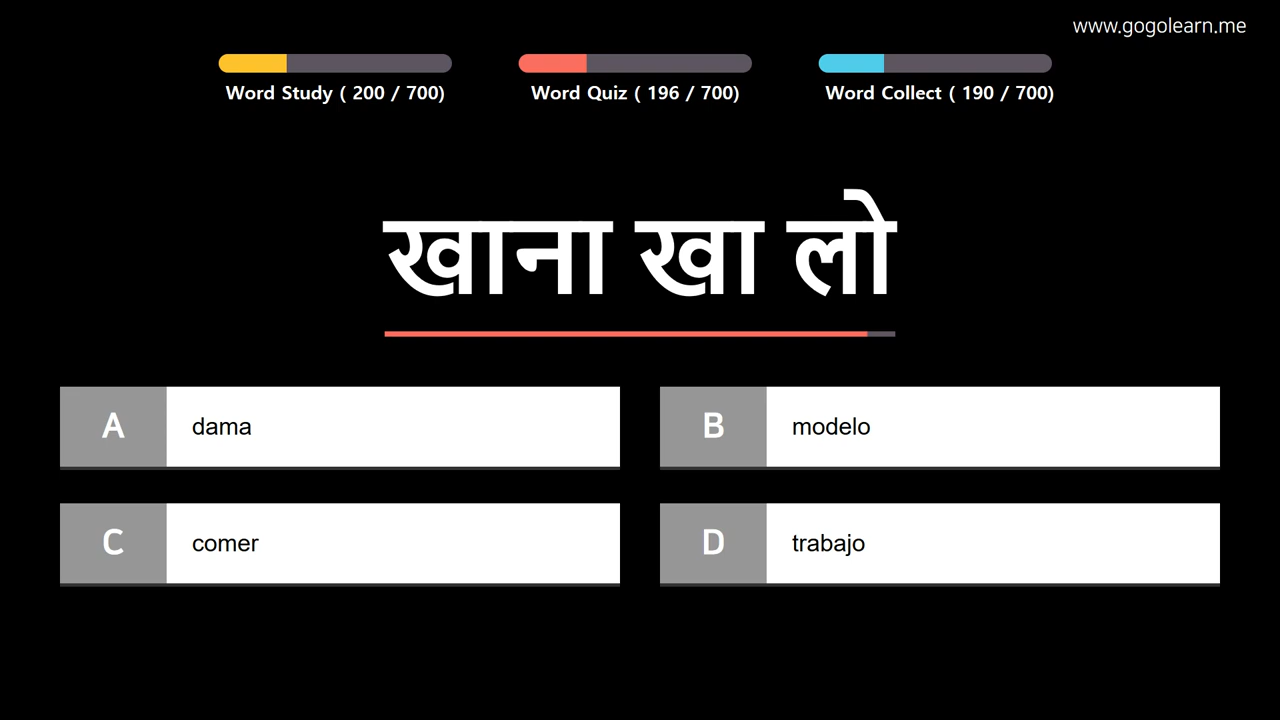 www.gogolearn.me
Word Study ( 200 / 700)
Word Quiz ( 196 / 700)
Word Collect ( 190 / 700)
खाना खा लो
A dama
B modelo
C comer
D trabajo